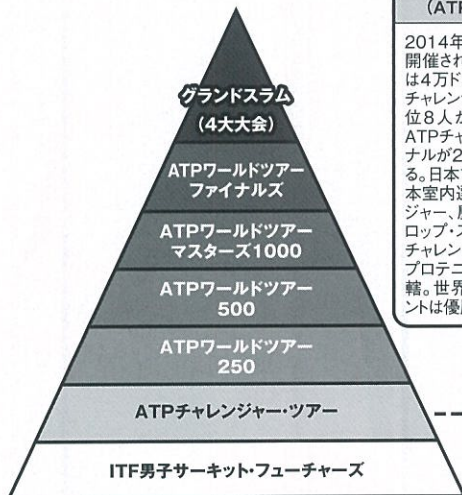 グランドスラム
(4大大会)
ATPワールドツアー
ファイナルズ
ATPワールドツアー
マスターズ1000
ATPワールドツアー
500
ATPワールドツアー
250
ATPチャレンジャー・ツアー
ITF男子サーキット・フューチャーズ
(ATP
2014年
開催され
は4万ド
チャレン
位8人が
ATPチャ
ナルが2
る。日本
本室内選
ジャー、
ロップ・ス
チャレン
プロテニ
轄。世界
ントは優